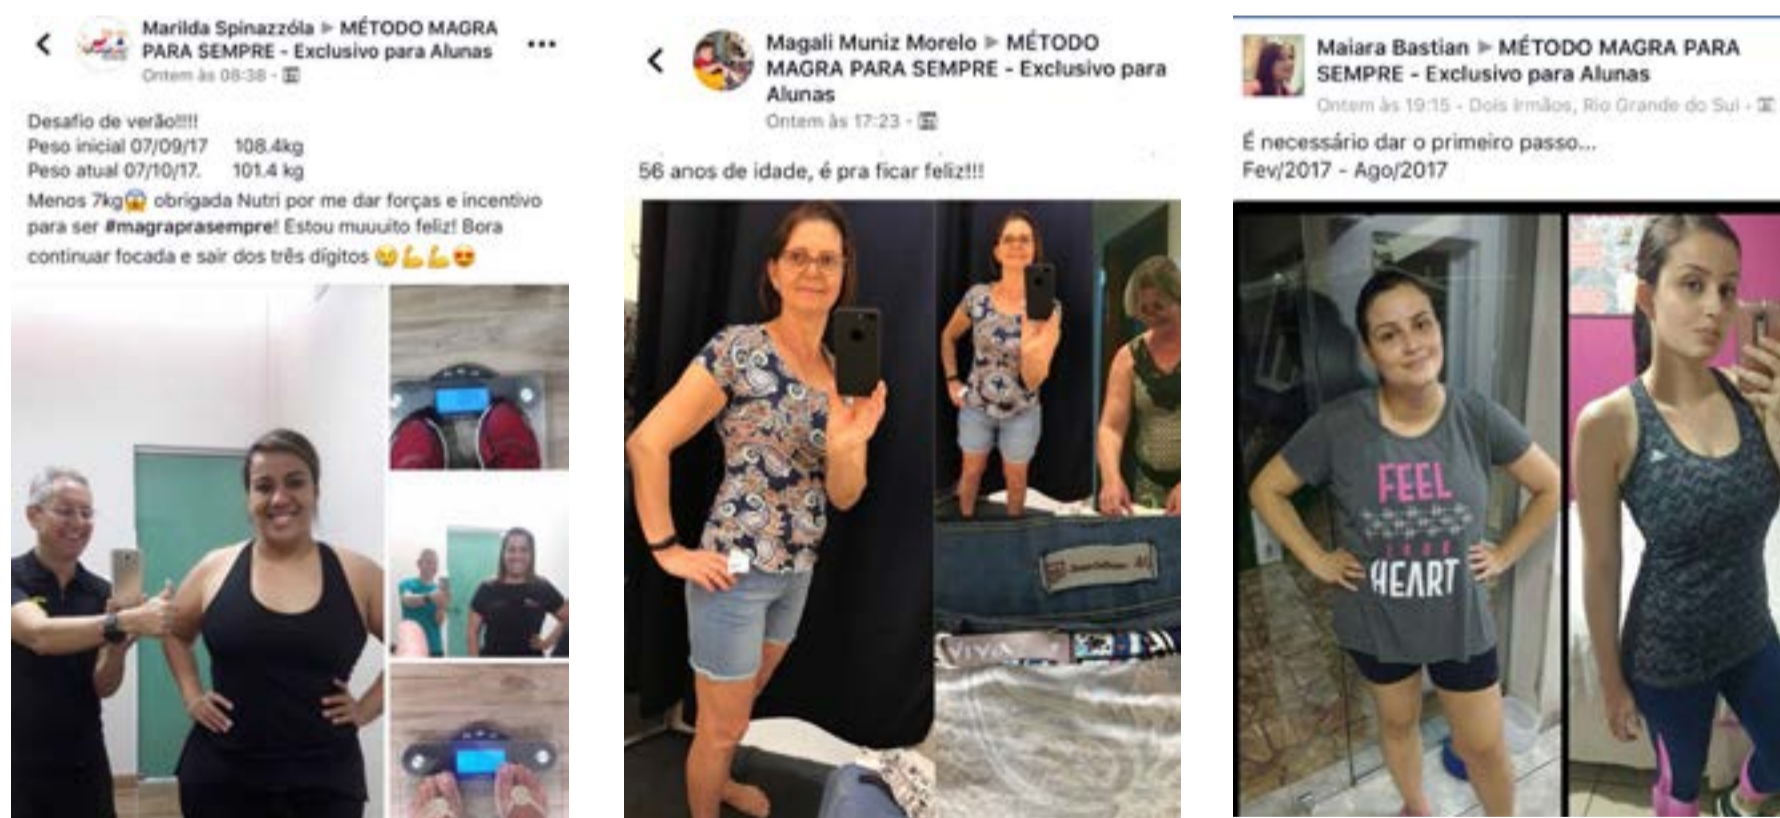 Marilda Spinazzóla ▶ MÉTODO MAGRA
PARA SEMPRE - Exclusivo para Alunas
Ontem às 08:38 -
Desafio de verão!!!!
Peso inicial 07/09/17 108.4kg
Peso atual 07/10/17. 101.4 kg
Menos 7kg😱 obrigada Nutri por me dar forças e incentivo
para ser #magraprasempre! Estou muuuito feliz! Bora
continuar focada e sair dos três dígitos 😢💪💪😍
Magali Muniz Morelo ▶ MÉTODO
MAGRA PARA SEMPRE - Exclusivo para
Alunas
Ontem às 17:23 -
56 anos de idade, é pra ficar feliz!!!
VIVA
Maiara Bastian ▶ MÉTODO MAGRA PARA
SEMPRE - Exclusivo para Alunas
Ontem às 19:15 - Dois Irmãos, Rio Grande do Sul -
É necessário dar o primeiro passo...
Fev/2017 - Ago/2017
FEEL
HEART